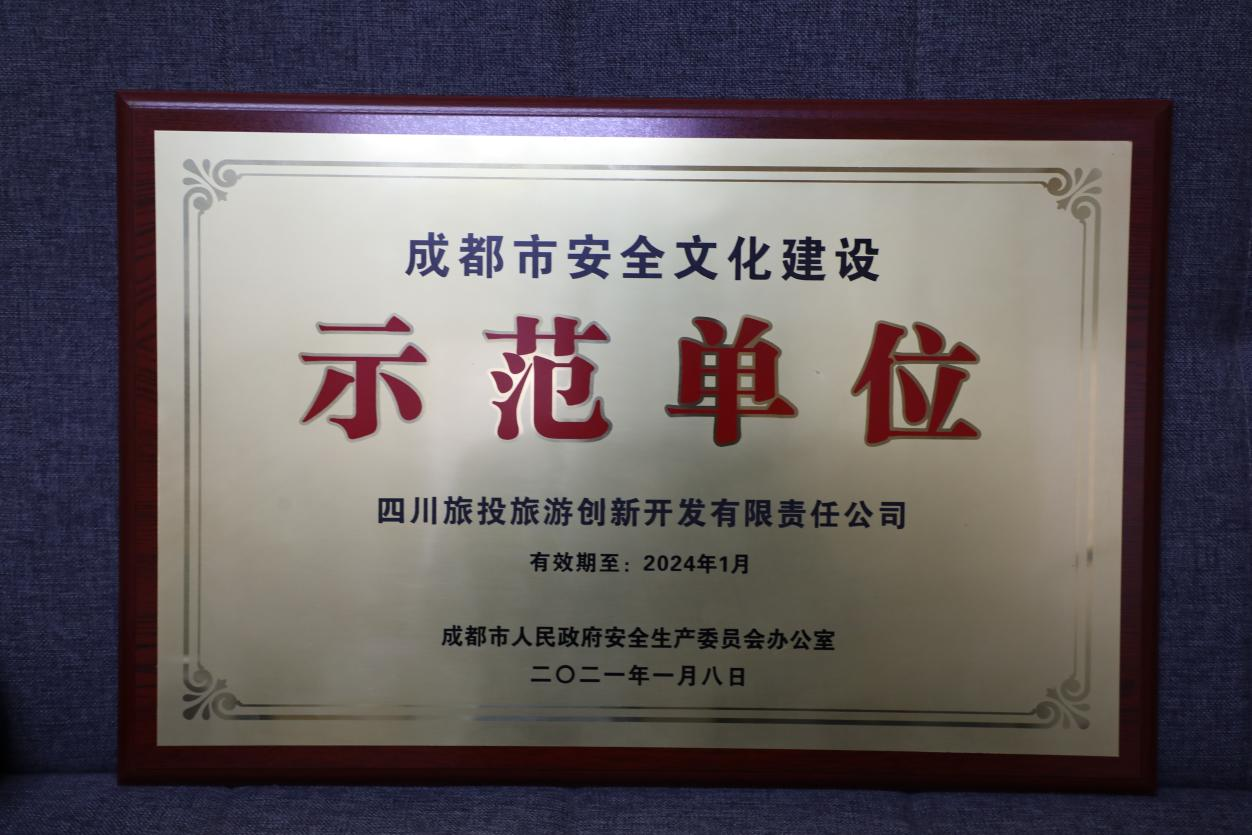 成都市安全文化建设
示范单位
四川旅投旅游创新开发有限责任公司
有效期至：2024年1月
成都市人民政府安全生产委员会办公室
二〇二一年一月八日